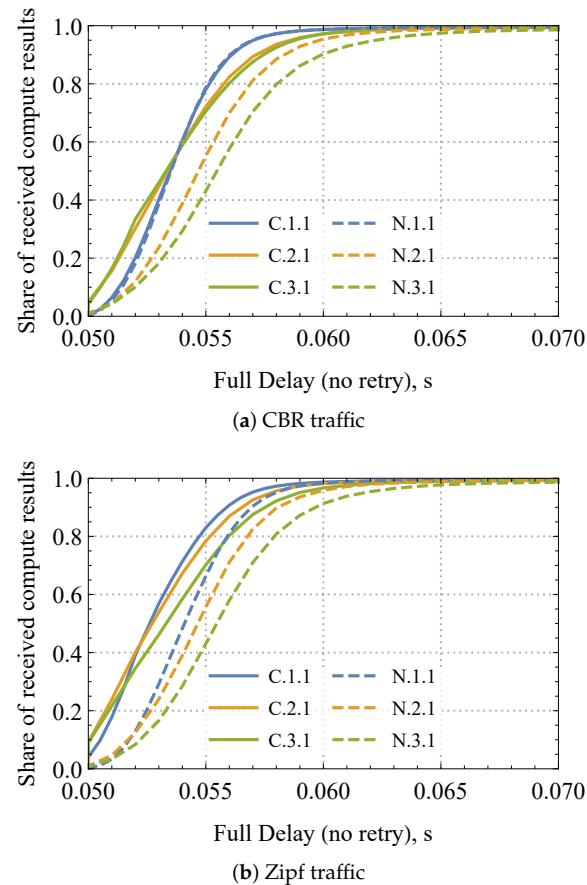 1.0
0.8
0.6
0.4
0.2
0.0
Share of received compute results
C.1.1 N.1.1
C.2.1 N.2.1
C.3.1 N.3.1
0.050 0.055 0.060 0.065 0.070
Full Delay (no retry), s
(a) CBR traffic
1.0
0.8
0.6
0.4
0.2
0.0
Share of received compute results
C.1.1 N.1.1
C.2.1 N.2.1
C.3.1 N.3.1
0.050 0.055 0.060 0.065 0.070
Full Delay (no retry), s
(b) Zipf traffic